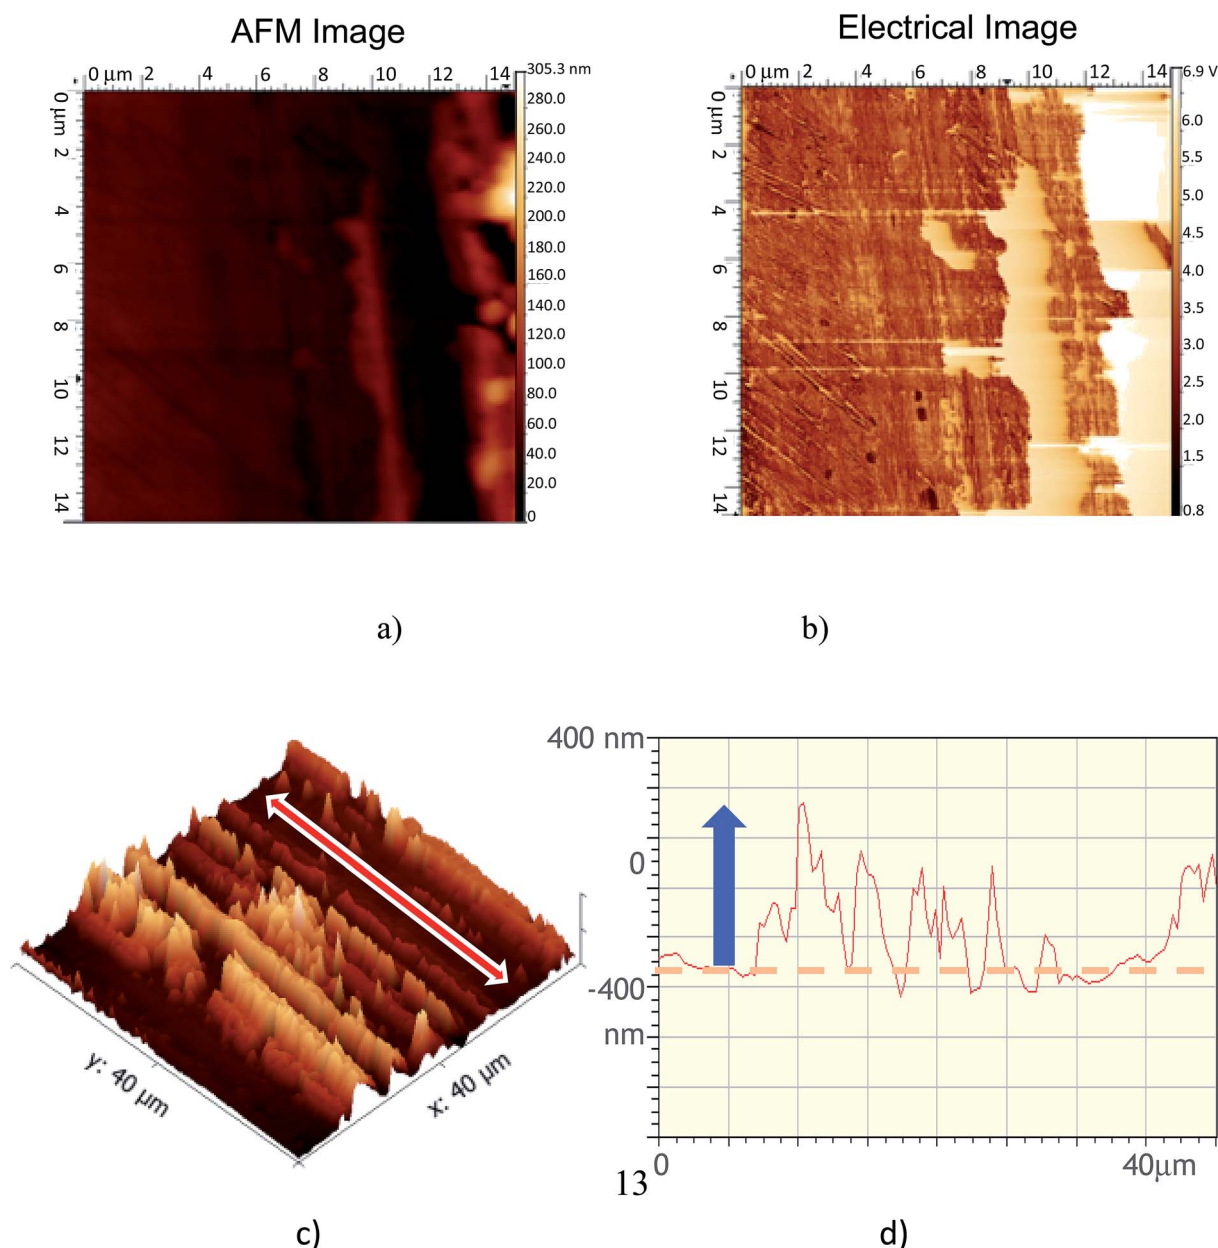 AFM Image
Electrical Image
0 µm 2 4 6 8 10 12 14
305.3 nm
280.0
260.0
240.0
220.0
200.0
180.0
160.0
140.0
120.0
100.0
80.0
60.0
40.0
20.0
0
0 µm 2 4 6 8 10 12 14
0 µm 2 4 6 8 10 12 14
6.9 V
6.0
5.5
5.0
4.5
4.0
3.5
3.0
2.5
2.0
1.5
0.8
0 µm 2 4 6 8 10 12 14
a)
b)
400 nm
0
-400
nm
0
40µm
y: 40 µm
x: 40 µm
13
c)
d)